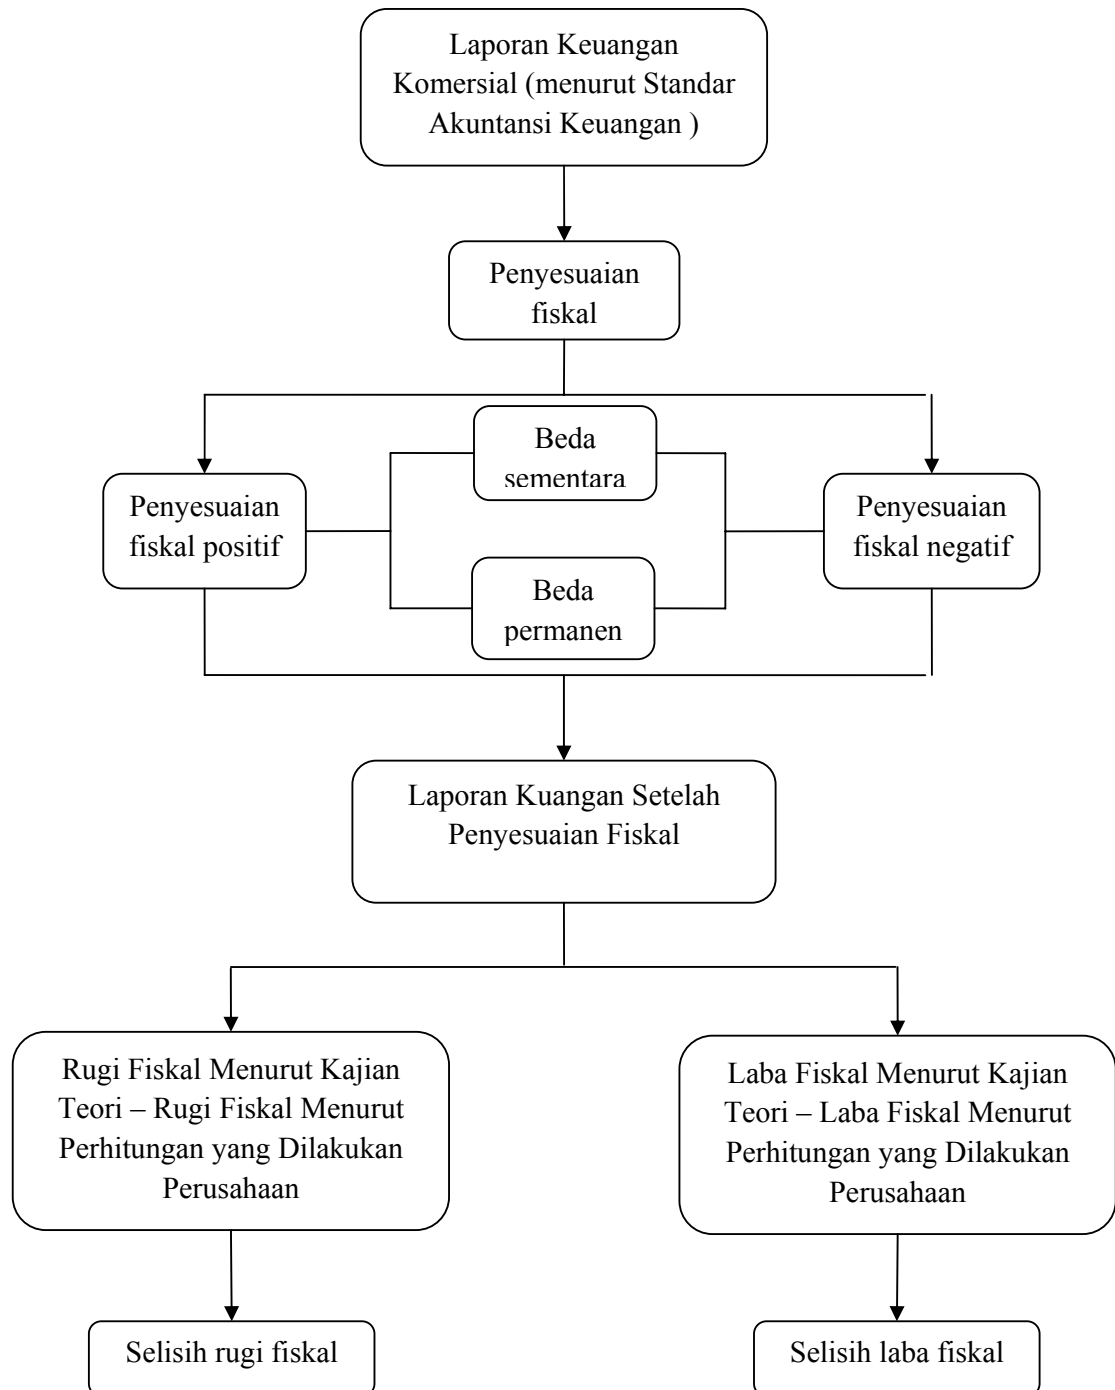 Laporan Keuangan
Komersial (menurut Standar
Akuntansi Keuangan )
Penyesuaian
fiskal
Beda
sementara
Penyesuaian
fiskal positif
Penyesuaian
fiskal negatif
Beda
permanen
Laporan Kuangan Setelah
Penyesuaian Fiskal
Rugi Fiskal Menurut Kajian
Teori – Rugi Fiskal Menurut
Perhitungan yang Dilakukan
Perusahaan
Laba Fiskal Menurut Kajian
Teori – Laba Fiskal Menurut
Perhitungan yang Dilakukan
Perusahaan
Selisih rugi fiskal
Selisih laba fiskal